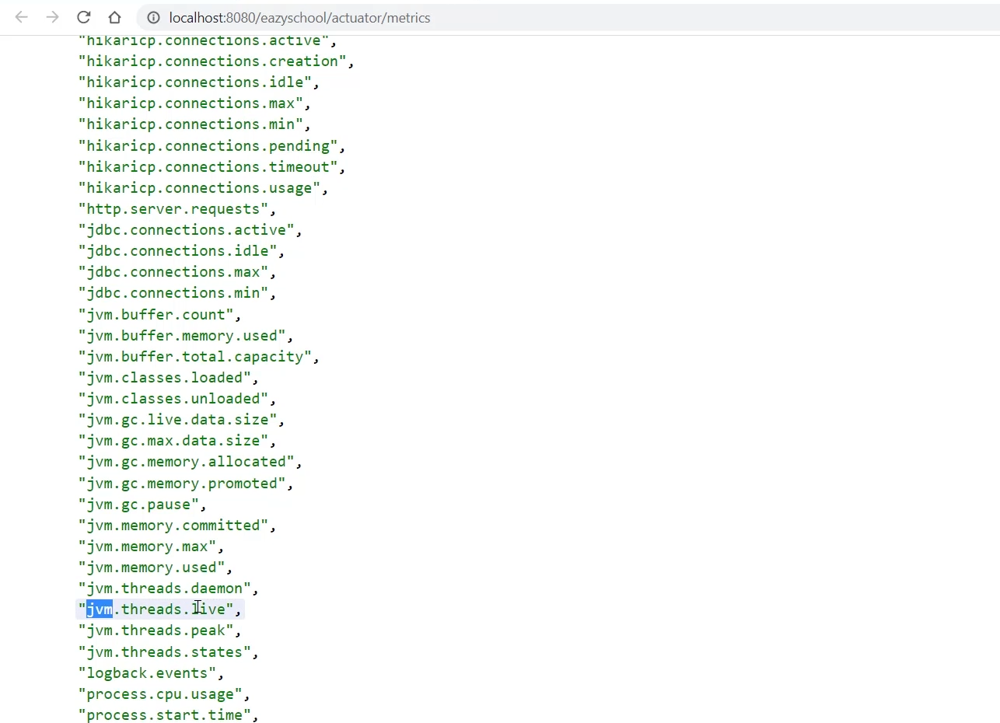 localhost:8080/eazyschool/actuator/metrics
"hikaricp.connections.active",
"hikaricp.connections.creation",
"hikaricp.connections.idle",
"hikaricp.connections.max",
"hikaricp.connections.min",
"hikaricp.connections.pending",
"hikaricp.connections.timeout",
"hikaricp.connections.usage",
"http.server.requests",
"jdbc.connections.active",
"jdbc.connections.idle",
"jdbc.connections.max",
"jdbc.connections.min",
"jvm.buffer.count",
"jvm.buffer.memory.used",
"jvm.buffer.total.capacity",
"jvm.classes.loaded",
"jvm.classes.unloaded",
"jvm.gc.live.data.size",
"jvm.gc.max.data.size",
"jvm.gc.memory.allocated",
"jvm.gc.memory.promoted",
"jvm.gc.pause",
"jvm.memory.committed",
"jvm.memory.max",
"jvm.memory.used",
"jvm.threads.daemon",
"jvm.threads.live",
"jvm.threads.peak",
"jvm.threads.states",
"logback.events",
"process.cpu.usage",
"process.start.time",